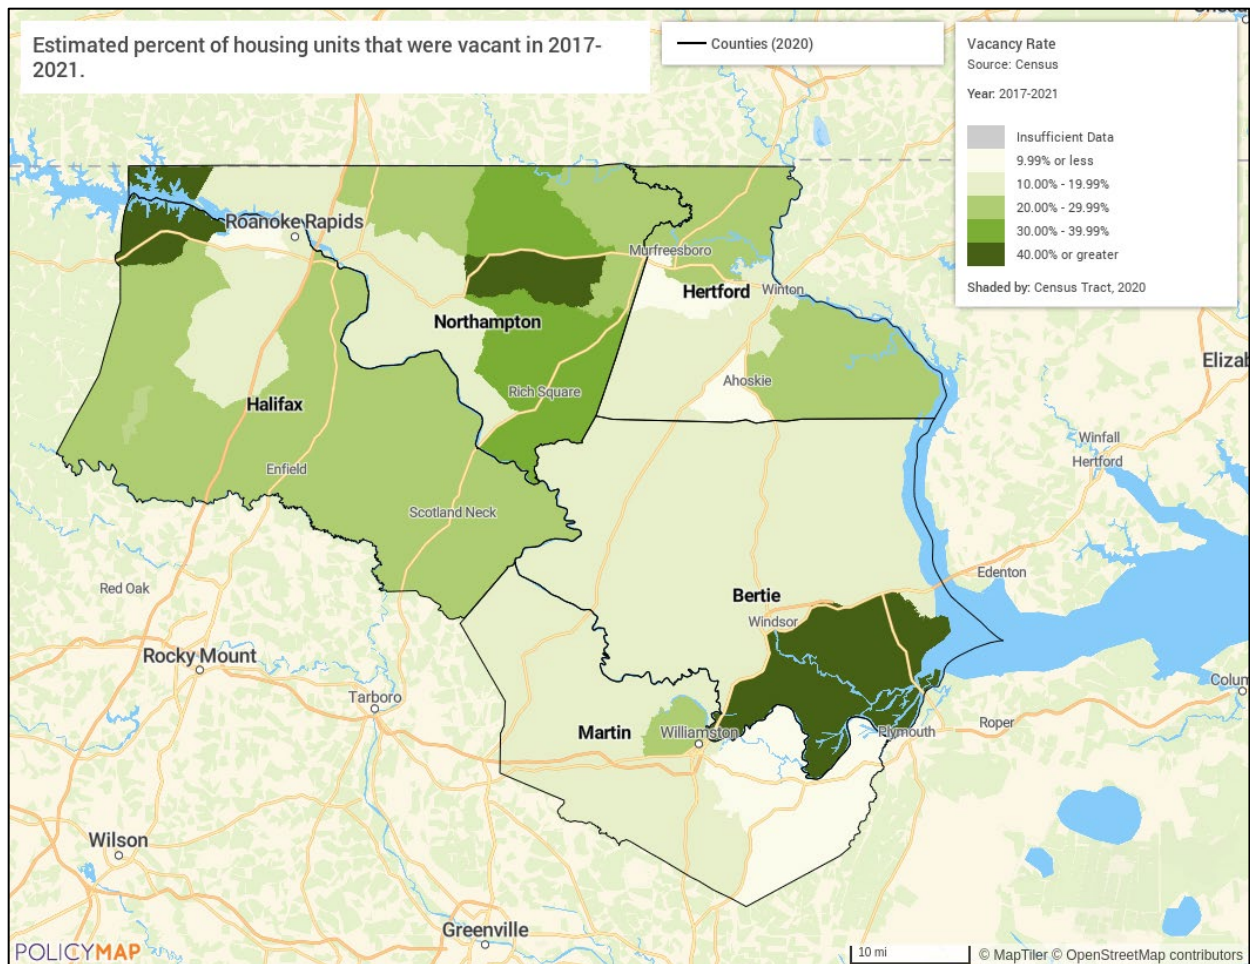 Estimated percent of housing units that were vacant in 2017-
2021.
Counties (2020)
Vacancy Rate
Source: Census
Year: 2017-2021
Insufficient Data
9.99% or less
10.00% - 19.99%
20.00% - 29.99%
30.00% - 39.99%
40.00% or greater
Shaded by: Census Tract, 2020
Roanoke Rapids
Murfreesboro
Hertford
Winton
Northampton
Elizab
Ahoskie
Rich Square
Halifax
Winfall
Hertford
Enfield
Scotland Neck
Edenton
Red Oak
Bertie
Windsor
Rocky Mount
Colum
Tarboro
Roper
Martin
Williamston
Plymouth
Wilson
Greenville
POLICYMAP
10 mi
© MapTiler © OpenStreetMap contributors